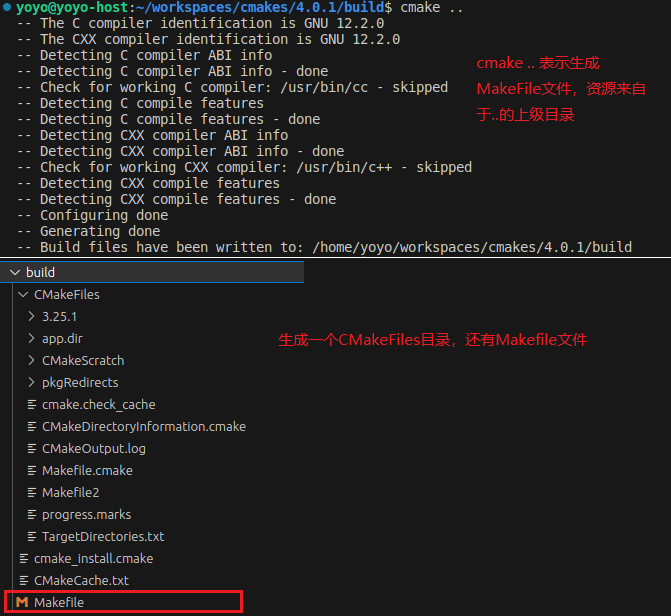 yoyo@yoyo-host:~/workspaces/cmakes/4.0.1/build$ cmake ..
-- The C compiler identification is GNU 12.2.0
-- The CXX compiler identification is GNU 12.2.0
-- Detecting C compiler ABI info
-- Detecting C compiler ABI info - done
-- Check for working C compiler: /usr/bin/cc - skipped
-- Detecting C compile features
-- Detecting C compile features - done
-- Detecting CXX compiler ABI info
-- Detecting CXX compiler ABI info - done
-- Check for working CXX compiler: /usr/bin/c++ - skipped
-- Detecting CXX compile features
-- Detecting CXX compile features - done
-- Configuring done
-- Generating done
-- Build files have been written to: /home/yoyo/workspaces/cmakes/4.0.1/build
cmake .. 表示生成
MakeFile文件，资源来自
于..的上级目录
build
CMakeFiles
3.25.1
app.dir
CMakeScratch
pkgRedirects
cmake.check_cache
CMakeDirectoryInformation.cmake
CMakeOutput.log
Makefile.cmake
Makefile2
progress.marks
TargetDirectories.txt
cmake_install.cmake
CMakeCache.txt
Makefile
生成一个CMakeFiles目录，还有Makefile文件